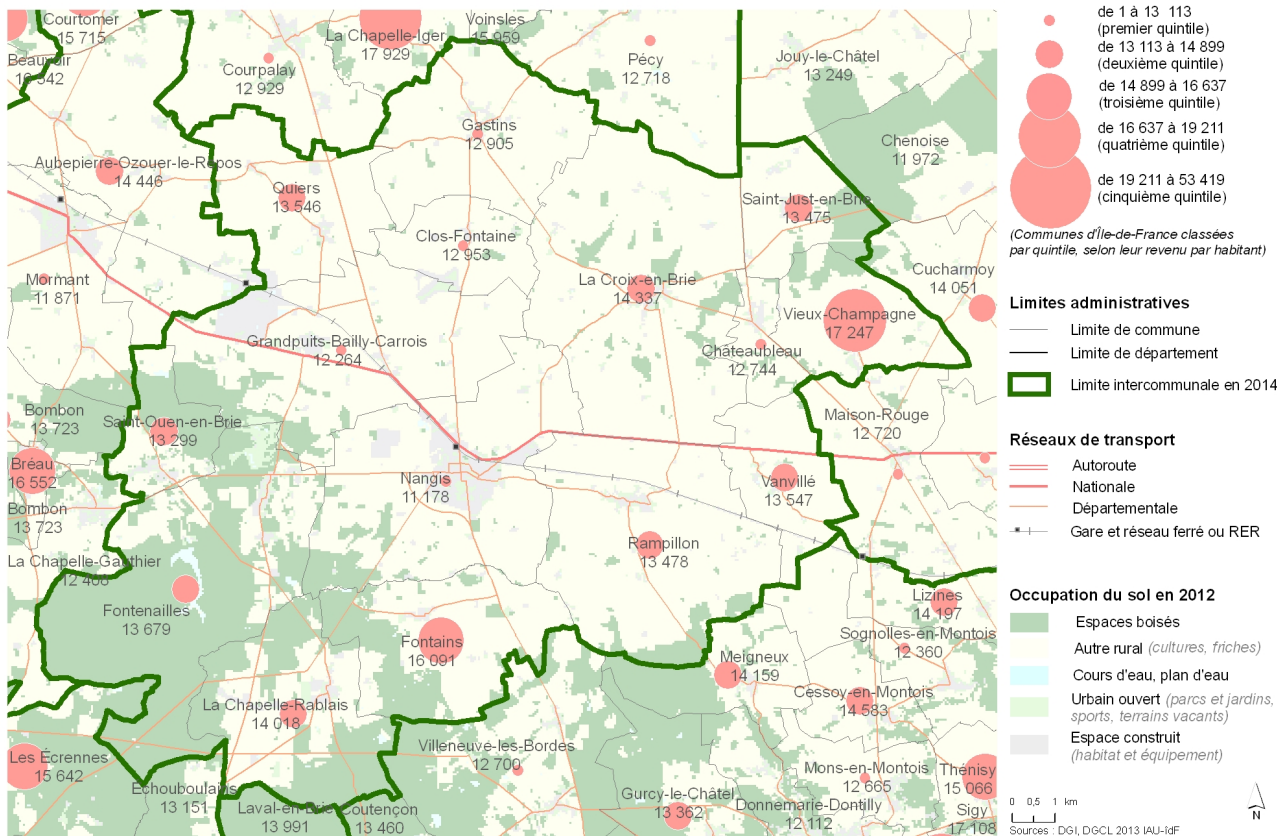 Courtomer
15 715
La Chapelle-Iger
17 929
Voinsles
15 959
Beauvoir
Courpalay
12 929
Pécy
12 718
Jouy-le-Châtel
13 249
Gastins
12 905
Chenoise
11 972
Aubepierre-Ozouer-le-Repos
14 446
Quiers
13 546
Saint-Just-en-Brie
13 475
Clos-Fontaine
12 953
La Croix-en-Brie
14 337
Cucharmoy
14 051
Mormant
11 871
Vieux-Champagne
17 247
Grandpuits-Bailly-Carrois
12 264
Châteaubleau
12 744
Bombon
13 723
Saint-Ouen-en-Brie
13 299
Maison-Rouge
12 720
Bréau
16 552
Nangis
11 178
Vanvillé
13 547
Bombon
13 723
Rampillon
13 478
La Chapelle-Gauthier
12 466
Fontenailles
13 679
Lizines
14 197
Fontains
16 091
Sognolles-en-Montois
12 360
Meigneux
14 159
Cessoy-en-Montois
14 583
La Chapelle-Rablais
14 018
Villeneuve-les-Bordes
12 700
Les Écrennes
15 642
Mons-en-Montois
12 665
Thénisy
15 066
Echouboulains
13 151
Laval-en-Brie
13 991
Coutençon
13 460
Gurcy-le-Châtel
13 362
Donnemarie-Dontilly
12 112
Sigy
17 108
de 1 à 13 113
(premier quintile)
de 13 113 à 14 899
(deuxième quintile)
de 14 899 à 16 637
(troisième quintile)
de 16 637 à 19 211
(quatrième quintile)
de 19 211 à 53 419
(cinquième quintile)
(Communes d'Île-de-France classées
par quintile, selon leur revenu par habitant)
Limites administratives
Limite de commune
Limite de département
Limite intercommunale en 2014
Réseaux de transport
Autoroute
Nationale
Départementale
Gare et réseau ferré ou RER
Occupation du sol en 2012
Espaces boisés
Autre rural (cultures, friches)
Cours d'eau, plan d'eau
Urbain ouvert (parcs et jardins,
sports, terrains vacants)
Espace construit
(habitat et équipement)
0 0,5 1 km
N
Sources : DGI, DGCL 2013 IAU-îdF